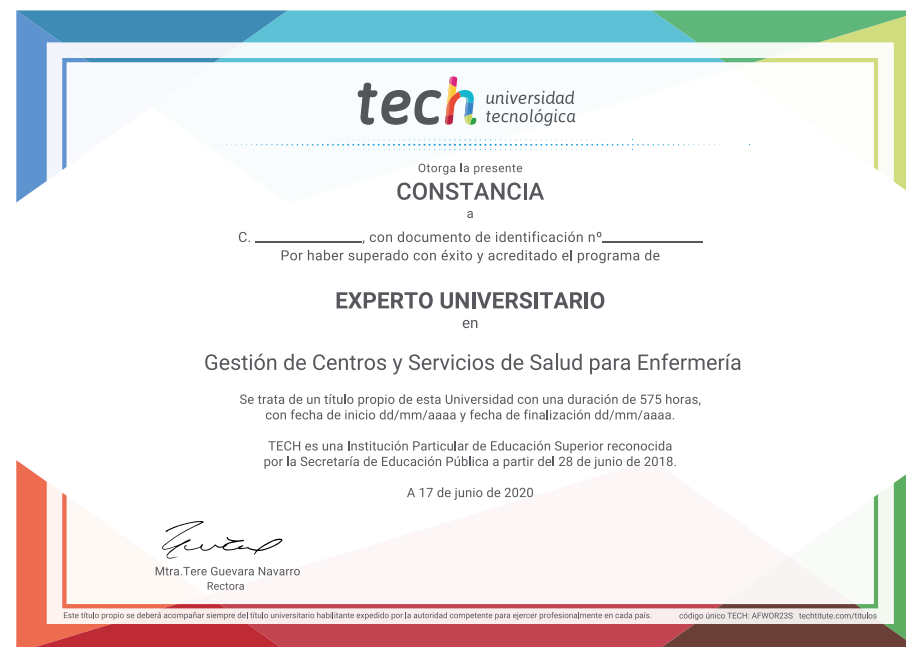 tech universidad
tecnológica
Otorga la presente
CONSTANCIA
a
C. ____________, con documento de identificación nº____________
Por haber superado con éxito y acreditado el programa de
EXPERTO UNIVERSITARIO
en
Gestión de Centros y Servicios de Salud para Enfermería
Se trata de un título propio de esta Universidad con una duración de 575 horas,
con fecha de inicio dd/mm/aaaa y fecha de finalización dd/mm/aaaa.
TECH es una Institución Particular de Educación Superior reconocida
por la Secretaría de Educación Pública a partir del 28 de junio de 2018.
A 17 de junio de 2020
Mtra.Tere Guevara Navarro
Rectora
Este título propio se deberá acompañar siempre del título universitario habilitante expedido por la autoridad competente para ejercer profesionalmente en cada país. código único TECH: AFWOR23S techtitute.com/titulos